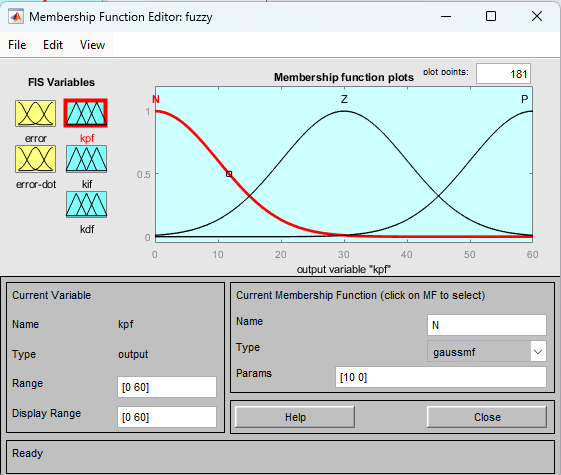 Membership Function Editor: fuzzy
File Edit View
FIS Variables
Membership function plots
plot points: 181
error
kpf
error-dot
kif
kdf
N Z P
1
0.5
0
0 10 20 30 40 50 60
output variable "kpf"
Current Variable
Name kpf
Type output
Range [0 60]
Display Range [0 60]
Current Membership Function (click on MF to select)
Name N
Type gaussmf
Params [10 0]
Help Close
Ready